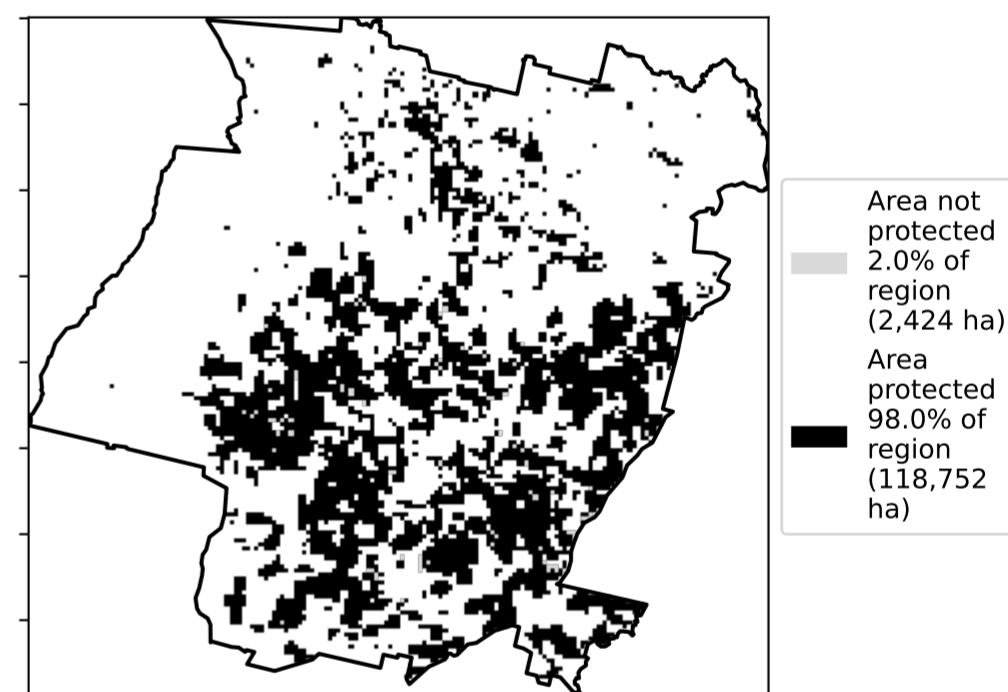 Area not
protected
2.0% of
region
(2,424 ha)
Area
protected
98.0% of
region
(118,752
ha)